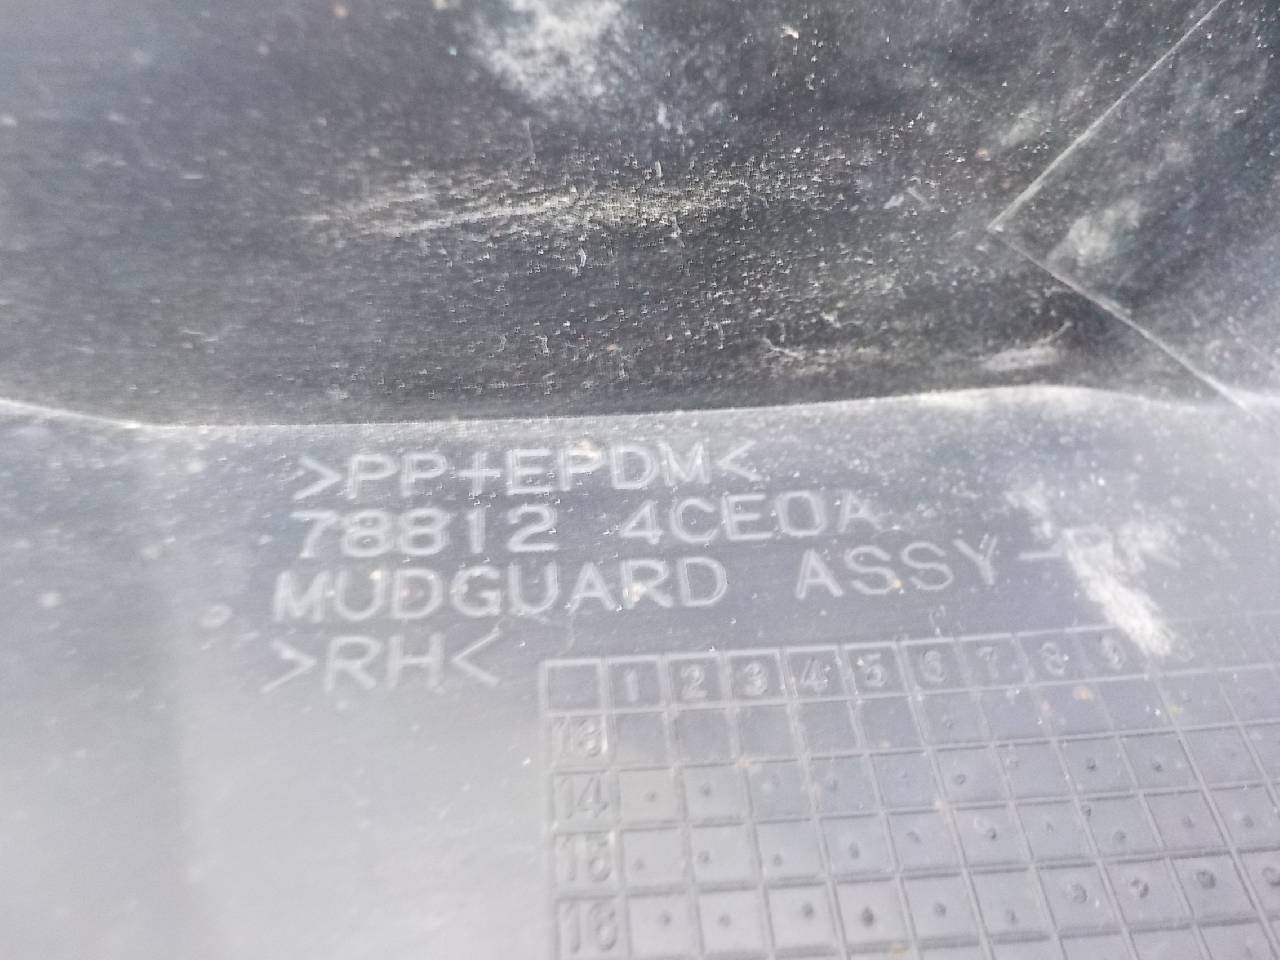 >PP+EPDM<
78812 4CE0A
MUDGUARD ASSY-
>RH<
1 2 3 4 5 6 7 8 9
13
14
15
16